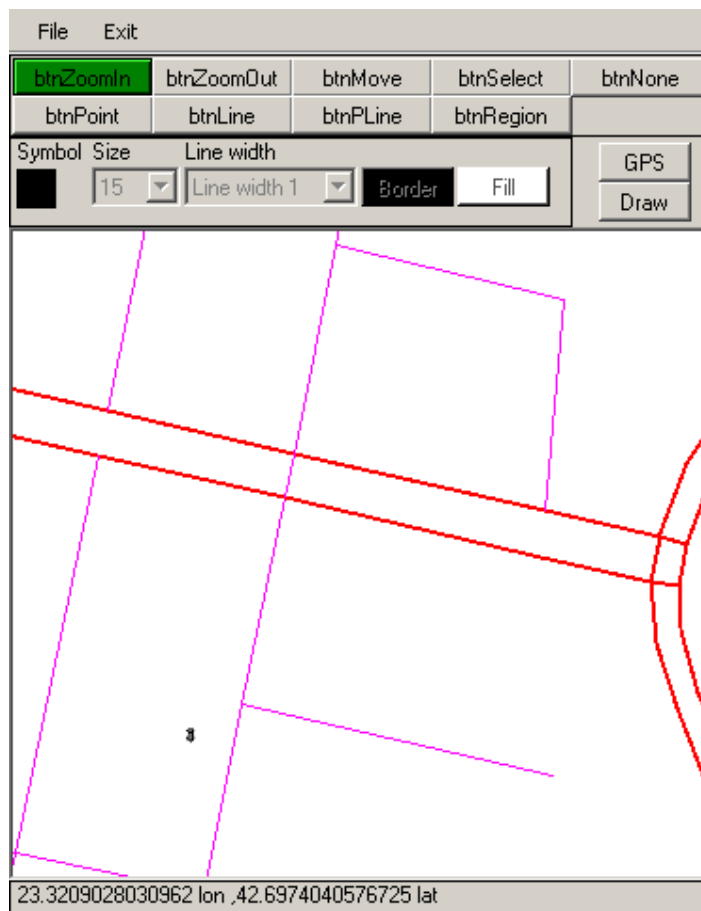 File Exit
btnZoomIn btnZoomOut btnMove btnSelect btnNone
btnPoint btnLine btnPLine btnRegion
Symbol Size Line width
15 Line width 1 Border Fill
GPS
Draw
23.3209028030962 lon ,42.6974040576725 lat